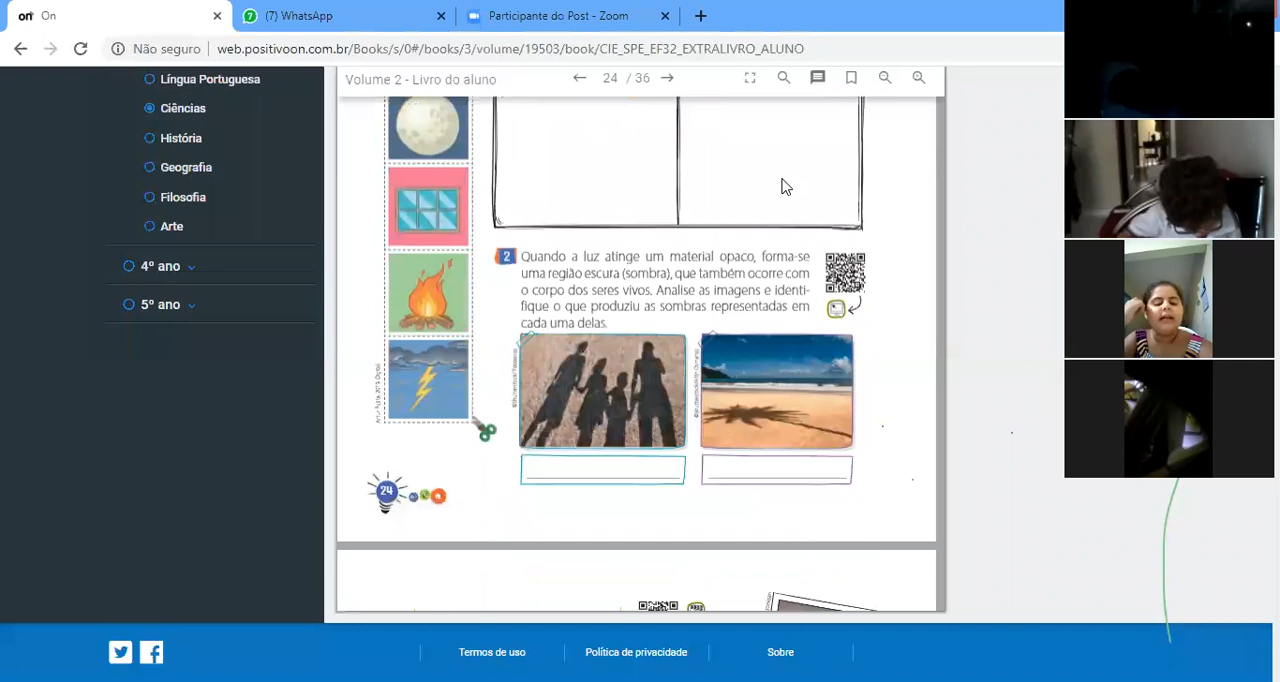 on On
7 (7) WhatsApp
Participante do Post - Zoom
Não seguro web.positivoon.com.br/Books/s/0#/books/3/volume/19503/book/CIE_SPE_EF32_EXTRALIVRO_ALUNO
Língua Portuguesa
Ciências
História
Geografia
Filosofia
Arte
4º ano
5º ano
Volume 2 - Livro do aluno
24 / 36
2 Quando a luz atinge um material opaco, forma-se
uma região escura (sombra), que também ocorre com
o corpo dos seres vivos. Analise as imagens e identi-
fique o que produziu as sombras representadas em
cada uma delas.
24
Termos de uso
Política de privacidade
Sobre